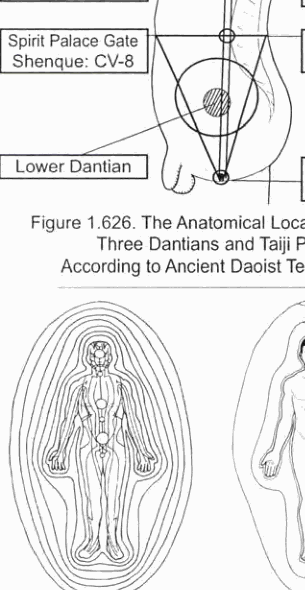 Spirit Palace Gate
Shenque: CV-8
Lower Dantian
Figure 1.626. The Anatomical Loca
Three Dantians and Taiji P
According to Ancient Daoist Te